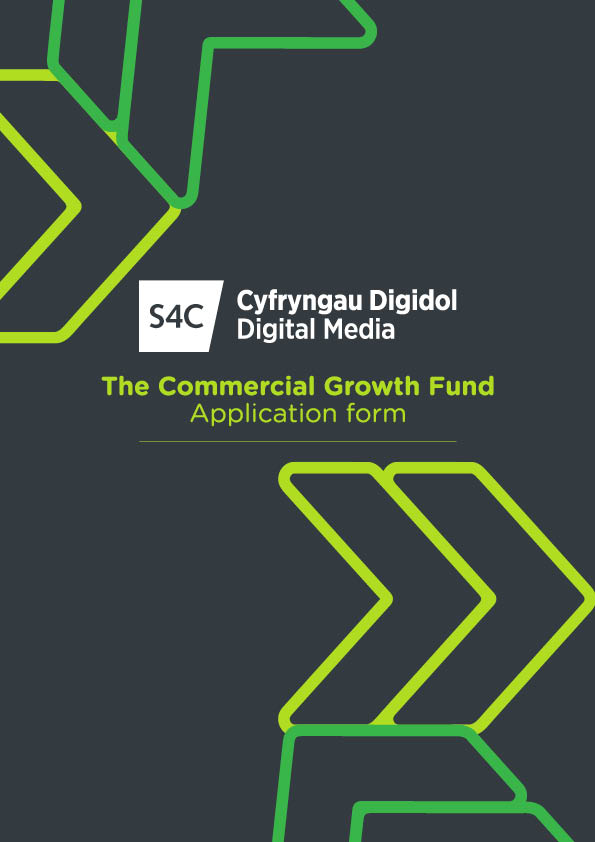 S4C
Cyfryngau Digidol
Digital Media
The Commercial Growth Fund
Application form